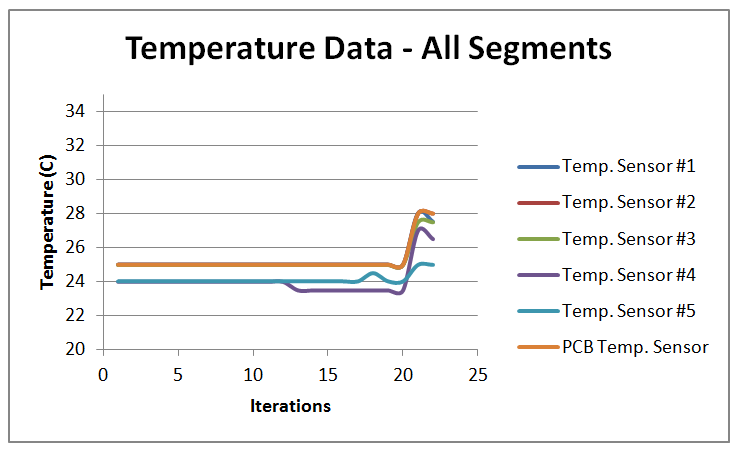 Temperature Data - All Segments
34
32
30
28
26
24
22
20
Temperature (C)
0 5 10 15 20 25
Iterations
Temp. Sensor #1
Temp. Sensor #2
Temp. Sensor #3
Temp. Sensor #4
Temp. Sensor #5
PCB Temp. Sensor